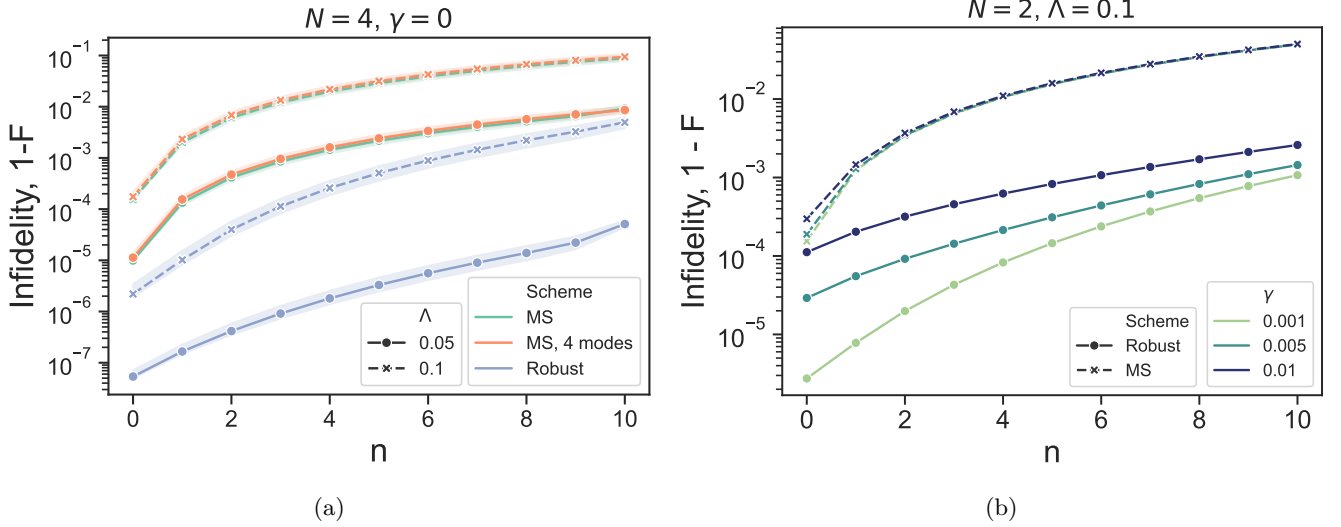 N = 4, γ = 0
Infidelity, 1-F
10⁻¹
10⁻²
10⁻³
10⁻⁴
10⁻⁵
10⁻⁶
10⁻⁷
Λ
0.05
0.1
Scheme
MS
MS, 4 modes
Robust
0 2 4 6 8 10
n
(a)
N = 2, Λ = 0.1
Infidelity, 1 - F
10⁻²
10⁻³
10⁻⁴
10⁻⁵
Scheme
Robust
MS
γ
0.001
0.005
0.01
0 2 4 6 8 10
n
(b)